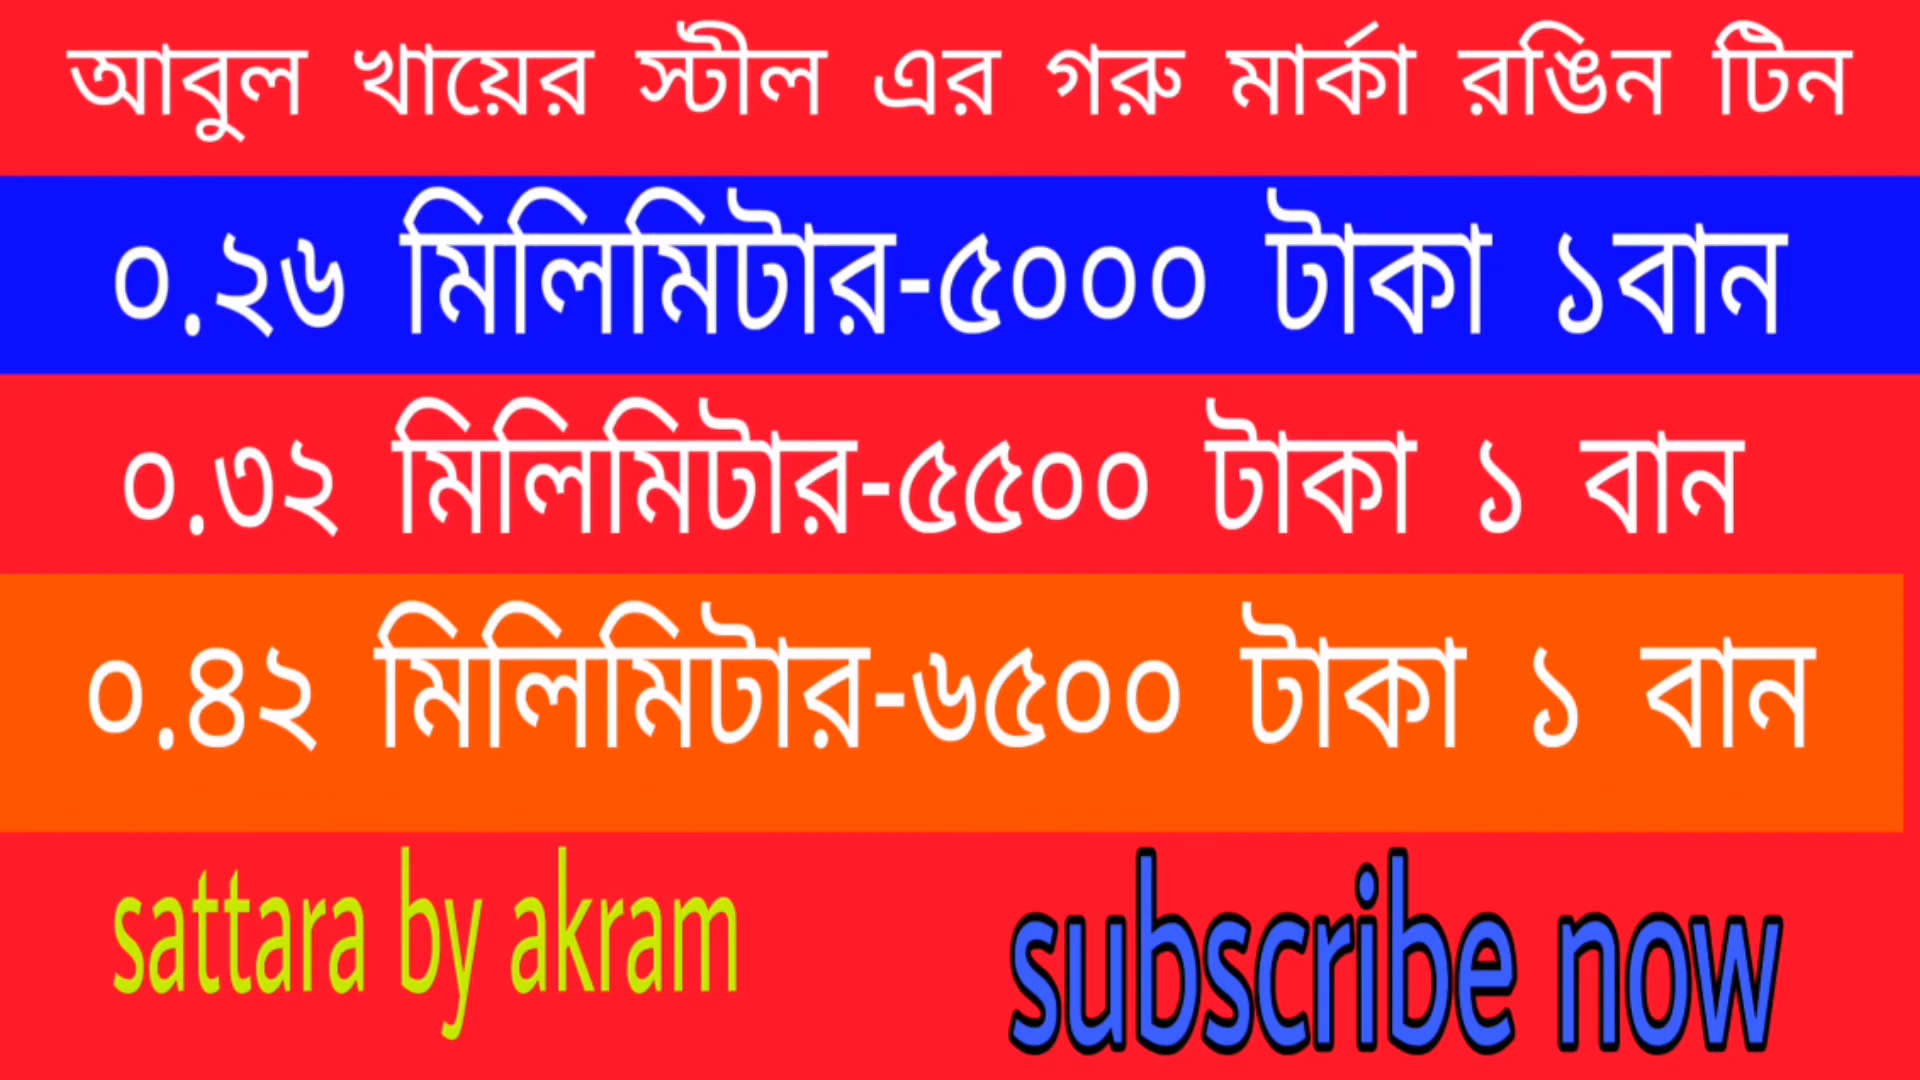 আবুল খায়ের স্টীল এর গরু মার্কা রঙিন টিন
০.২৬ মিলিমিটার-৫০০০ টাকা ১বান
০.৩২ মিলিমিটার-৫৫০০ টাকা ১ বান
০.৪২ মিলিমিটার-৬৫০০ টাকা ১ বান
sattara by akram
subscribe now